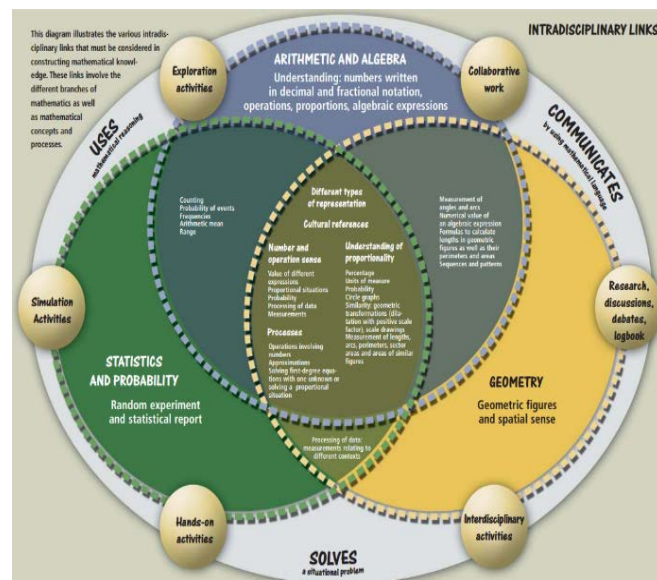 This diagram illustrates the various intradis-
ciplinary links that must be considered in
constructing mathematical knowl-
edge. These links involve the
different branches of
mathematics as well
as mathematical
concepts and
processes.
INTRADISCIPLINARY LINKS
Exploration
activities
ARITHMETIC AND ALGEBRA
Understanding: numbers written
in decimal and fractional notation,
operations, proportions, algebraic expressions
Collaborative
work
USES
mathematical reasoning
COMMUNICATES
by using mathematical language
Counting
Probability of events
Frequencies
Arithmetic mean
Range
Different types
of representation
Cultural references
Number and
operation sense
Value of different
expressions
Proportional situations
Probability
Processing of data
Measurements
Processes
Operations involving
numbers
Approximations
Solving first-degree equa-
tions with one unknown or
solving a proportional
situation
Understanding of
proportionality
Percentage
Units of measure
Probability
Circle graphs
Similarity: geometric
transformations (dila-
tation with positive scale
factor), scale drawings
Measurement of lengths,
arcs, perimeters, sector
areas and areas of similar
figures
Measurement of
angles and arcs
Numerical value of
an algebraic expression
Formulas to calculate
lengths in geometric
figures as well as their
perimeters and areas
Sequences and patterns
Simulation
Activities
Research,
discussions,
debates,
logbook
STATISTICS
AND PROBABILITY
Random experiment
and statistical report
GEOMETRY
Geometric figures
and spatial sense
Processing of data:
measurements relating to
different contexts
Hands-on
activities
Interdisciplinary
activities
SOLVES
a situational problem